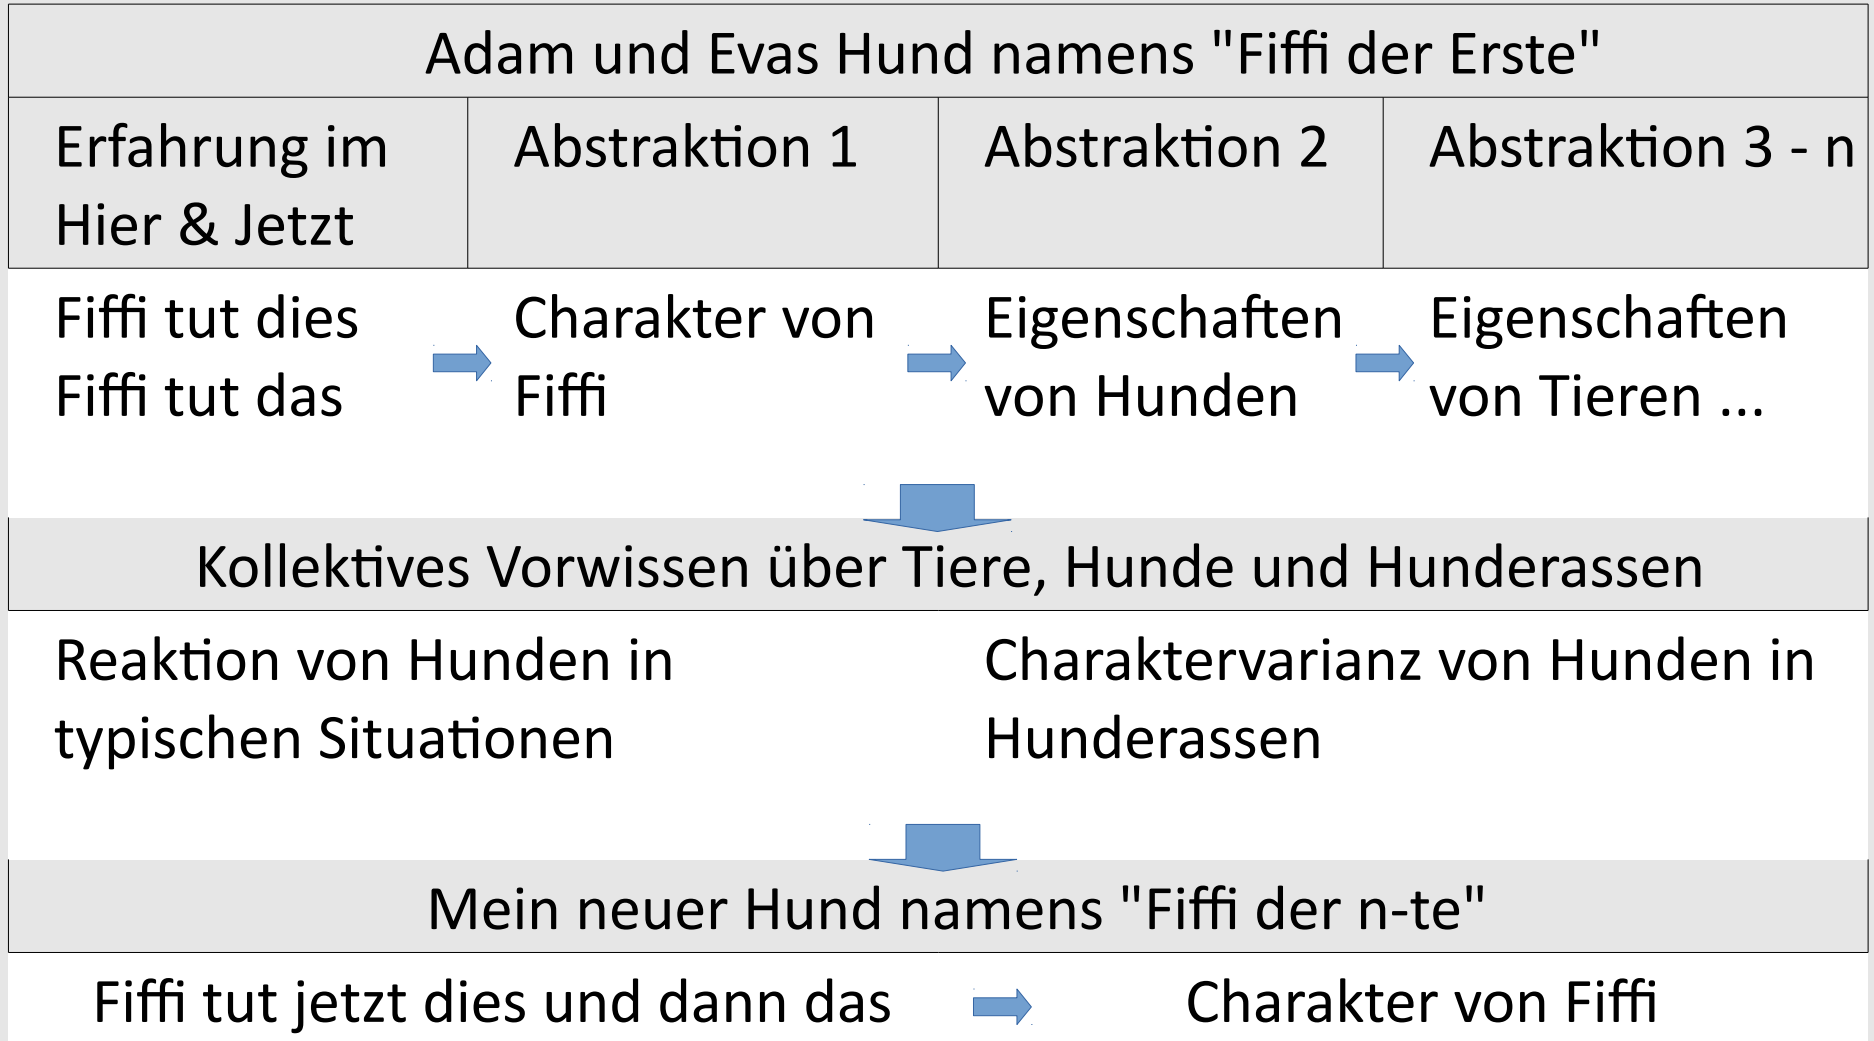 Adam und Evas Hund namens "Fiffi der Erste"
Erfahrung im
Hier & Jetzt
Abstraktion 1
Abstraktion 2
Abstraktion 3 - n
Fiffi tut dies
Fiffi tut das
Charakter von
Fiffi
Eigenschaften
von Hunden
Eigenschaften
von Tieren ...
Kollektives Vorwissen über Tiere, Hunde und Hunderassen
Reaktion von Hunden in
typischen Situationen
Charaktervarianz von Hunden in
Hunderassen
Mein neuer Hund namens "Fiffi der n-te"
Fiffi tut jetzt dies und dann das
Charakter von Fiffi